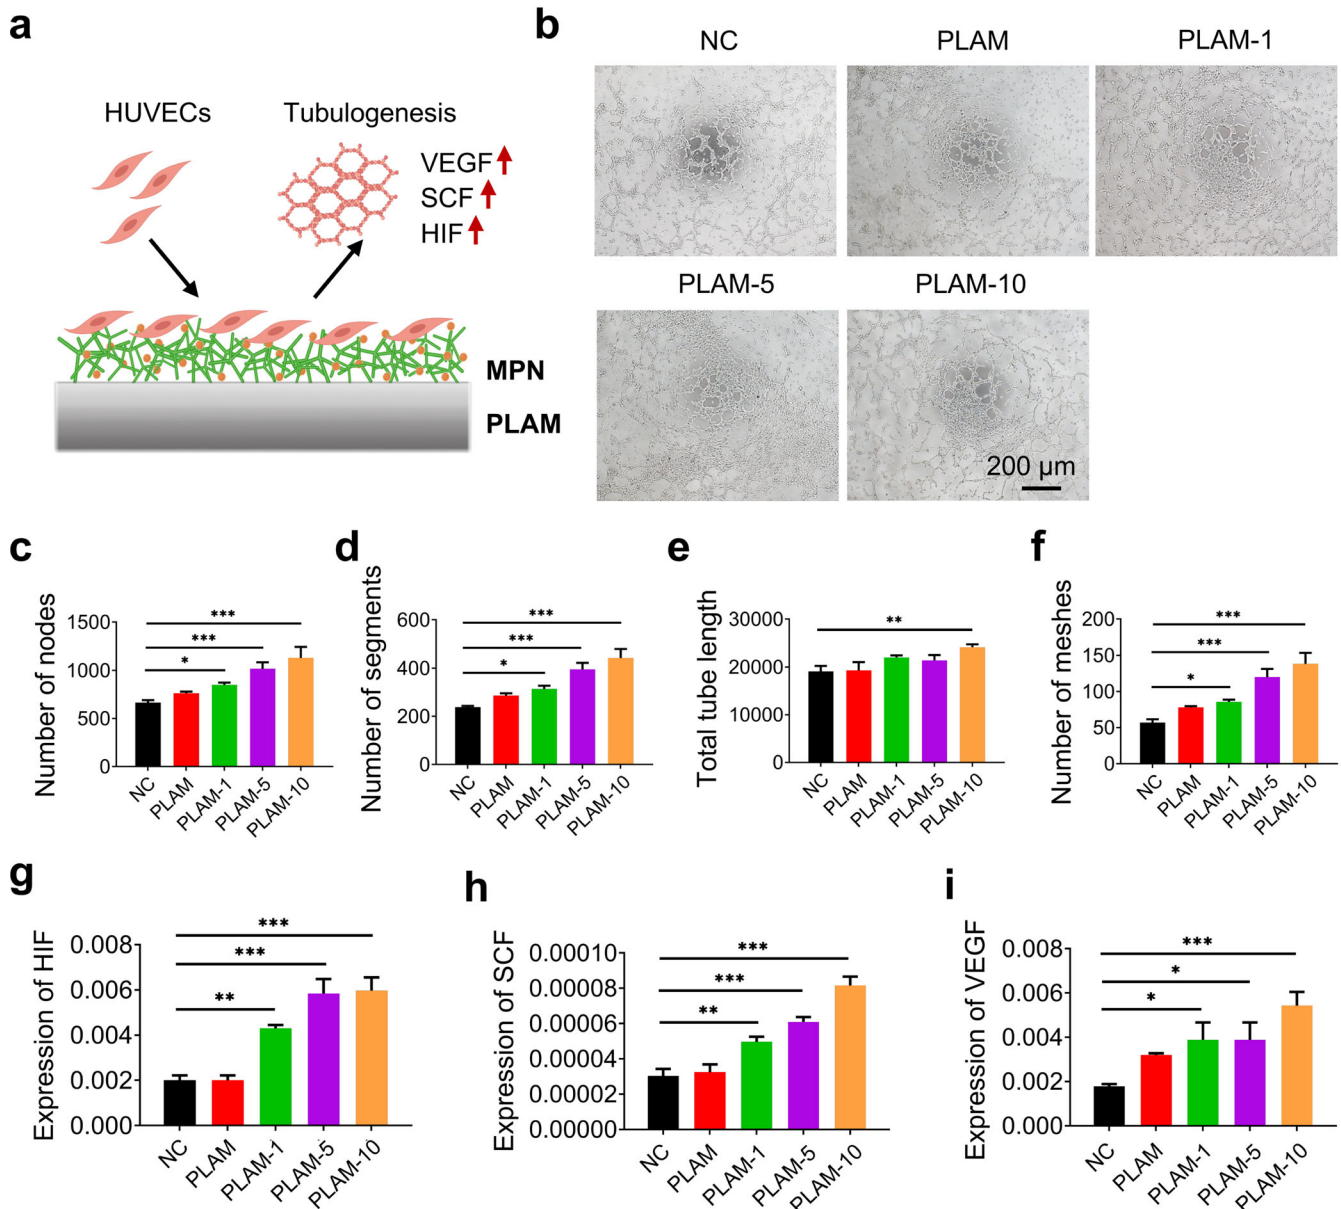 a
HUVECs
Tubulogenesis
VEGF
SCF
HIF
MPN
PLAM
b
NC
PLAM
PLAM-1
PLAM-5
PLAM-10
200 µm
c
Number of nodes
1500
1000
500
0
***
***
*
NC
PLAM
PLAM-1
PLAM-5
PLAM-10
d
Number of segments
600
400
200
0
***
***
*
NC
PLAM
PLAM-1
PLAM-5
PLAM-10
e
Total tube length
30000
20000
10000
0
**
NC
PLAM
PLAM-1
PLAM-5
PLAM-10
f
Number of meshes
200
150
100
50
0
***
***
*
NC
PLAM
PLAM-1
PLAM-5
PLAM-10
g
Expression of HIF
0.008
0.006
0.004
0.002
0.000
***
***
**
NC
PLAM
PLAM-1
PLAM-5
PLAM-10
h
Expression of SCF
0.00010
0.00008
0.00006
0.00004
0.00002
0.00000
***
***
**
NC
PLAM
PLAM-1
PLAM-5
PLAM-10
i
Expression of VEGF
0.008
0.006
0.004
0.002
0.000
***
*
*
NC
PLAM
PLAM-1
PLAM-5
PLAM-10